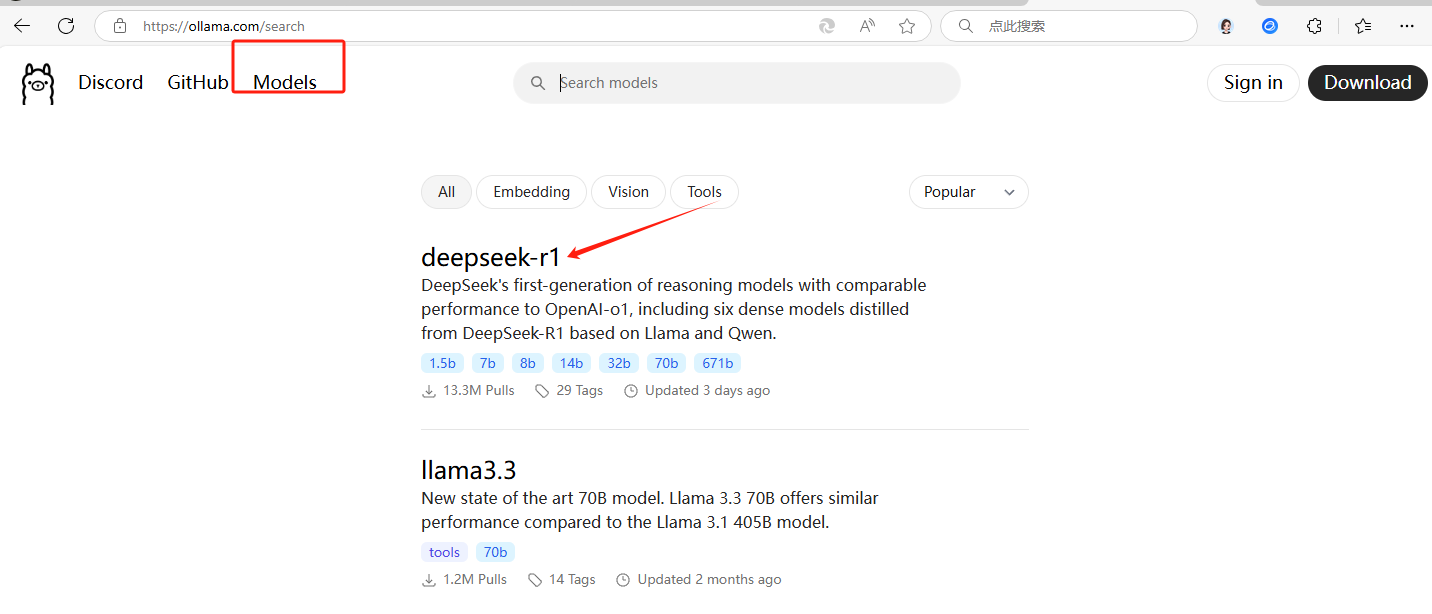 https://ollama.com/search
点此搜索
Discord GitHub Models
Search models
Sign in
Download
All Embedding Vision Tools
Popular
deepseek-r1
DeepSeek's first-generation of reasoning models with comparable
performance to OpenAI-o1, including six dense models distilled
from DeepSeek-R1 based on Llama and Qwen.
1.5b 7b 8b 14b 32b 70b 671b
13.3M Pulls 29 Tags Updated 3 days ago
llama3.3
New state of the art 70B model. Llama 3.3 70B offers similar
performance compared to the Llama 3.1 405B model.
tools 70b
1.2M Pulls 14 Tags Updated 2 months ago